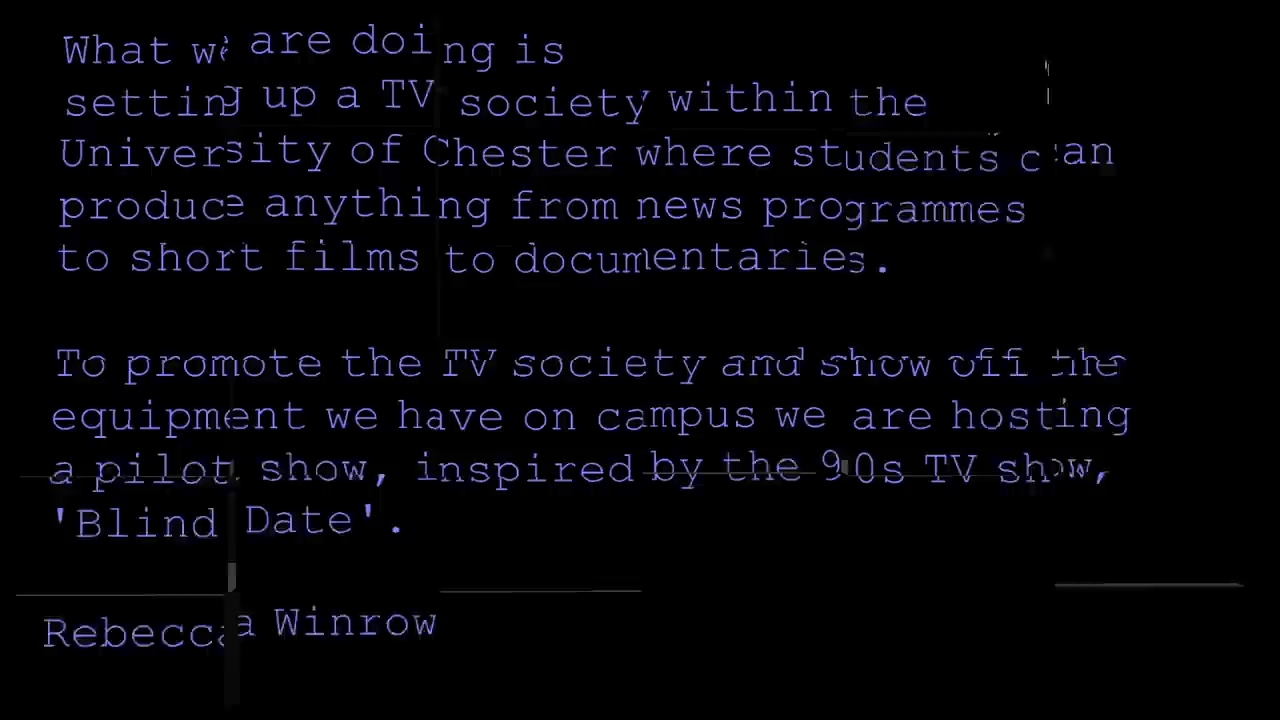 What we are doing is
setting up a TV society within the
University of Chester where students can
produce anything from news programmes
to short films to documentaries.
To promote the TV society and show off the
equipment we have on campus we are hosting
a pilot show, inspired by the 90s TV show,
'Blind Date'.
Rebecca Winrow